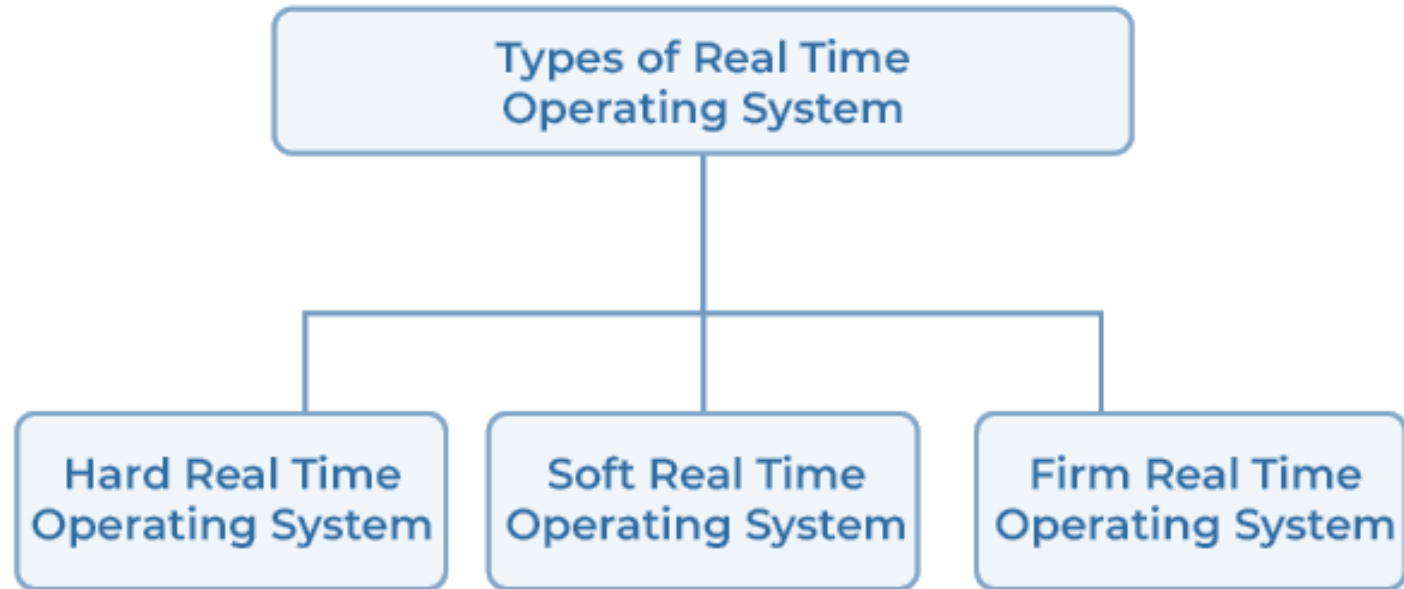 Types of Real Time
Operating System
Hard Real Time
Operating System
Soft Real Time
Operating System
Firm Real Time
Operating System